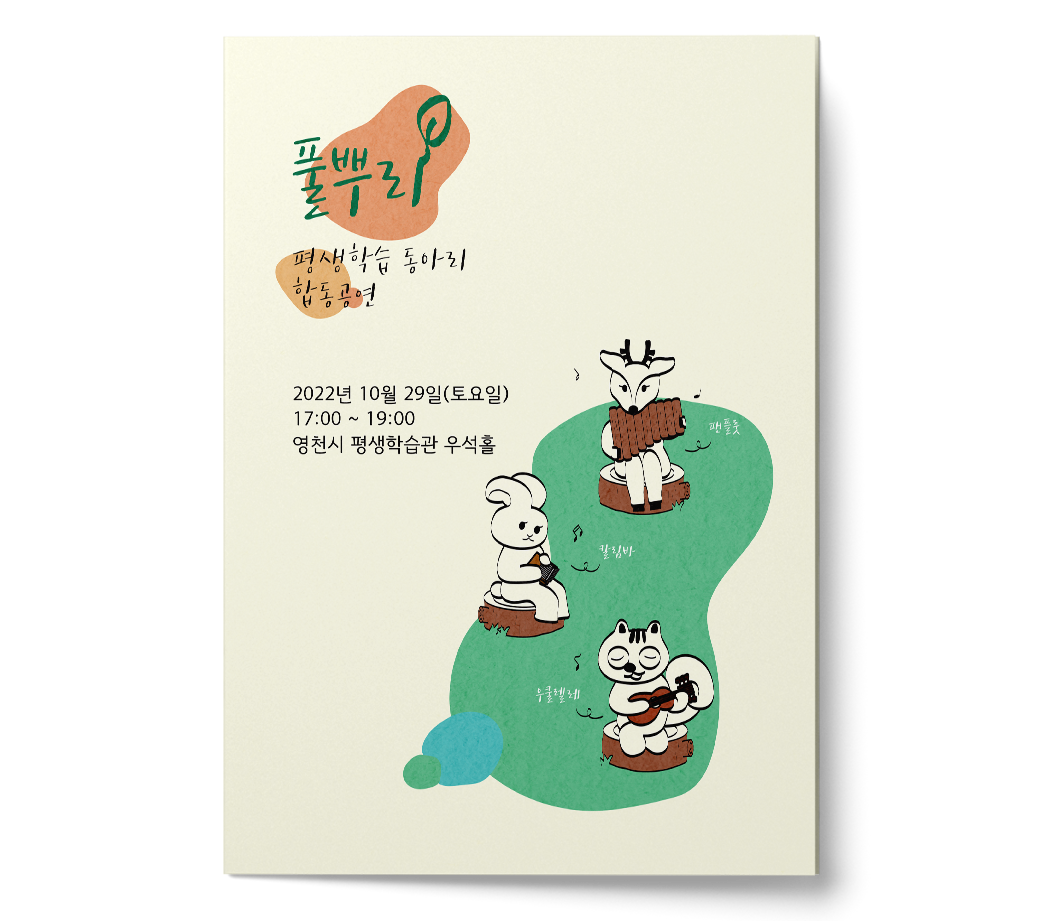 풀뿌리
평생학습 동아리
합동공연
2022년 10월 29일(토요일)
17:00 ~ 19:00
영천시 평생학습관 우석홀
팬플룻
칼림바
우쿨렐레